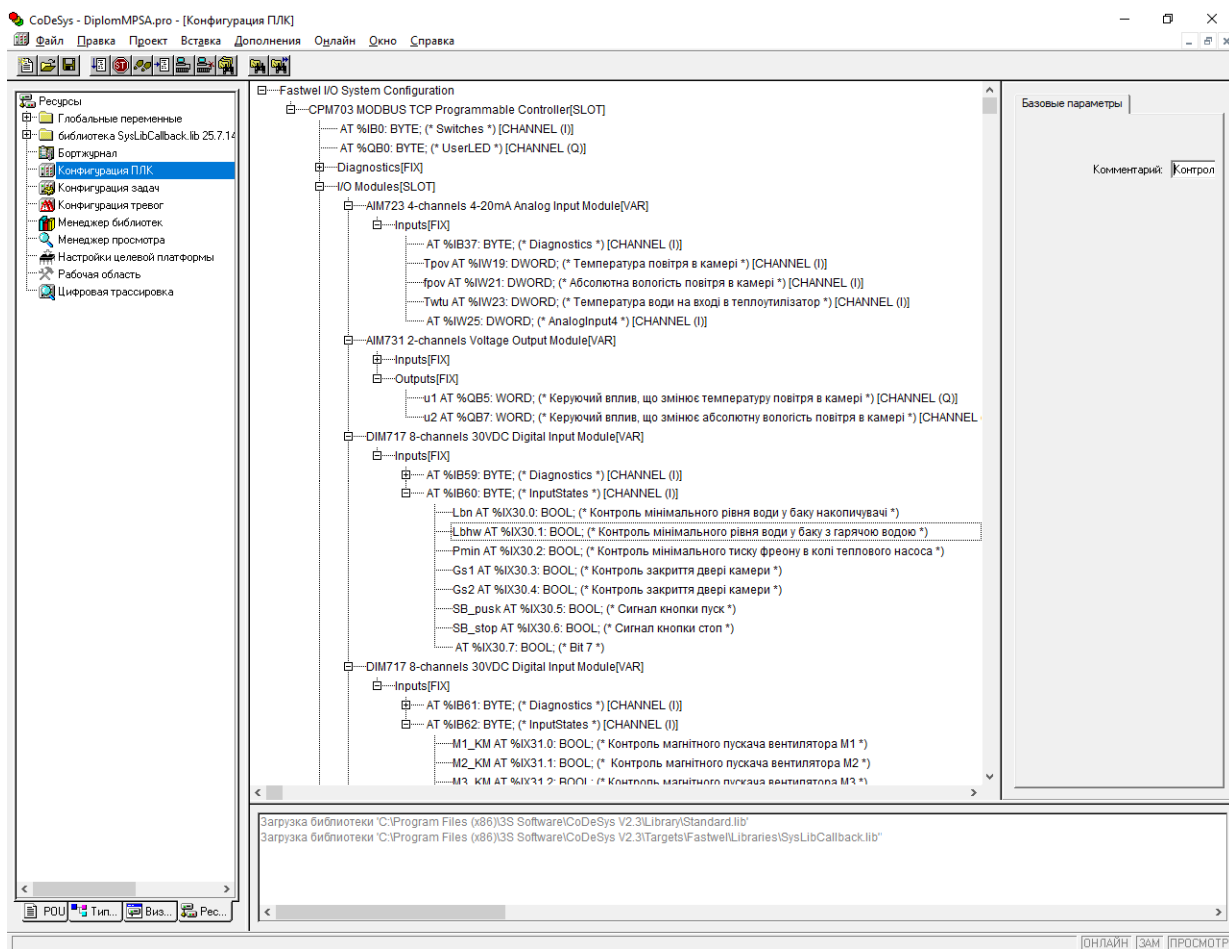 CoDeSys - DiplomMPSA.pro - [Конфигурация ПЛК]
Файл Правка Проект Вставка Дополнения Онлайн Окно Справка
Ресурсы
Глобальные переменные
библиотека SysLibCallback.lib 25.7.14
Бортжурнал
Конфигурация ПЛК
Конфигурация задач
Конфигурация тревог
Менеджер библиотек
Менеджер просмотра
Настройки целевой платформы
Рабочая область
Цифровая трассировка
POU Тип... Виз... Рес...
Fastwel I/O System Configuration
CPM703 MODBUS TCP Programmable Controller[SLOT]
AT %IB0: BYTE; (* Switches *) [CHANNEL (I)]
AT %QB0: BYTE; (* UserLED *) [CHANNEL (Q)]
Diagnostics[FIX]
I/O Modules[SLOT]
AIM723 4-channels 4-20mA Analog Input Module[VAR]
Inputs[FIX]
AT %IB37: BYTE; (* Diagnostics *) [CHANNEL (I)]
Tpov AT %IW19: DWORD; (* Температура повітря в камері *) [CHANNEL (I)]
fpov AT %IW21: DWORD; (* Абсолютна вологість повітря в камері *) [CHANNEL (I)]
Twtu AT %IW23: DWORD; (* Температура води на вході в теплоутилізатор *) [CHANNEL (I)]
AT %IW25: DWORD; (* AnalogInput4 *) [CHANNEL (I)]
AIM731 2-channels Voltage Output Module[VAR]
Inputs[FIX]
Outputs[FIX]
u1 AT %QB5: WORD; (* Керуючий вплив, що змінює температуру повітря в камері *) [CHANNEL (Q)]
u2 AT %QB7: WORD; (* Керуючий вплив, що змінює абсолютну вологість повітря в камері *) [CHANNEL
DIM717 8-channels 30VDC Digital Input Module[VAR]
Inputs[FIX]
AT %IB59: BYTE; (* Diagnostics *) [CHANNEL (I)]
AT %IB60: BYTE; (* InputStates *) [CHANNEL (I)]
Lbn AT %IX30.0: BOOL; (* Контроль мінімального рівня води у баку накопичувачі *)
Lbhw AT %IX30.1: BOOL; (* Контроль мінімального рівня води у баку з гарячою водою *)
Pmin AT %IX30.2: BOOL; (* Контроль мінімального тиску фреону в колі теплового насоса *)
Gs1 AT %IX30.3: BOOL; (* Контроль закриття двері камери *)
Gs2 AT %IX30.4: BOOL; (* Контроль закриття двері камери *)
SB_pusk AT %IX30.5: BOOL; (* Сигнал кнопки пуск *)
SB_stop AT %IX30.6: BOOL; (* Сигнал кнопки стоп *)
AT %IX30.7: BOOL; (* Bit 7 *)
DIM717 8-channels 30VDC Digital Input Module[VAR]
Inputs[FIX]
AT %IB61: BYTE; (* Diagnostics *) [CHANNEL (I)]
AT %IB62: BYTE; (* InputStates *) [CHANNEL (I)]
M1_KM AT %IX31.0: BOOL; (* Контроль магнітного пускача вентилятора М1 *)
M2_KM AT %IX31.1: BOOL; (* Контроль магнітного пускача вентилятора М2 *)
M3_KM AT %IX31.2: BOOL; (* Контроль магнітного пускача вентилятора М3 *)
Базовые параметры
Комментарий: Контрол
Загрузка библиотеки 'C:\Program Files (x86)\3S Software\CoDeSys V2.3\Library\Standard.lib'
Загрузка библиотеки 'C:\Program Files (x86)\3S Software\CoDeSys V2.3\Targets\Fastwel\Libraries\SysLibCallback.lib''
ОНЛАЙН ЗАМ ПРОСМОТР